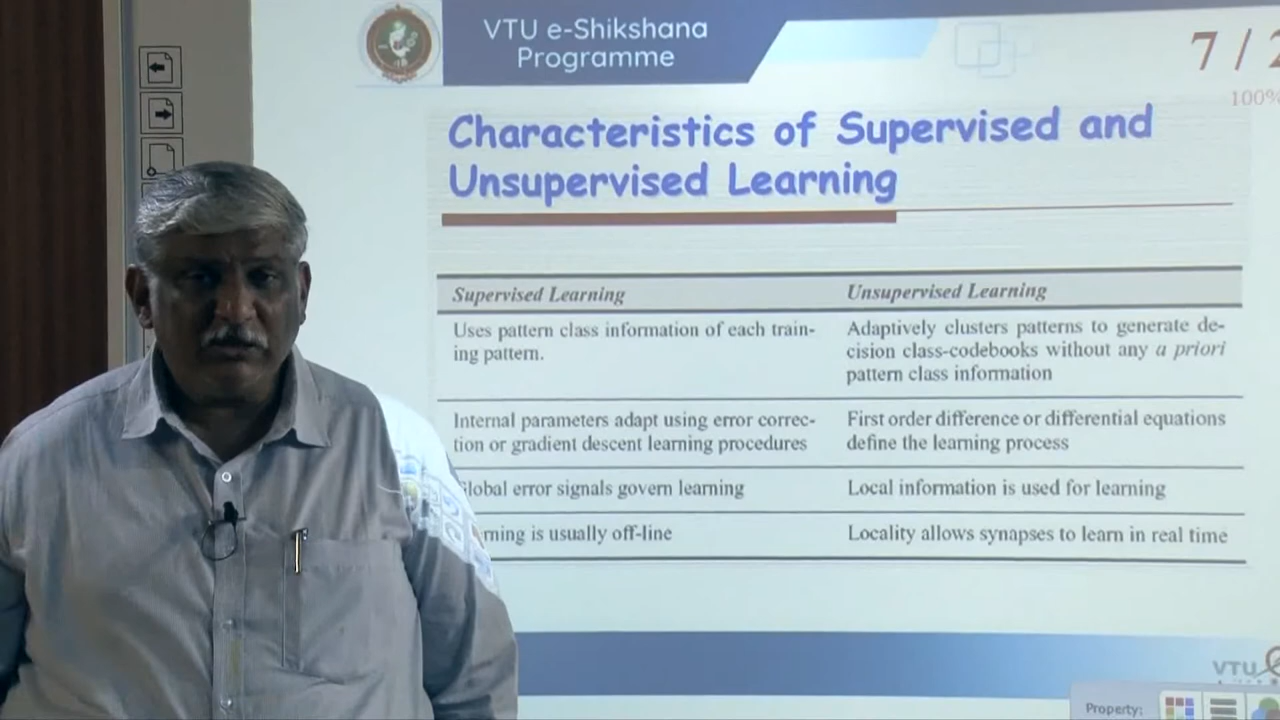 VTU e-Shikshana
Programme
7 / 2
100%
Characteristics of Supervised and
Unsupervised Learning
Supervised Learning
Unsupervised Learning
Uses pattern class information of each train-
ing pattern.
Adaptively clusters patterns to generate de-
cision class-codebooks without any a priori
pattern class information
Internal parameters adapt using error correc-
tion or gradient descent learning procedures
First order difference or differential equations
define the learning process
lobal error signals govern learning
Local information is used for learning
rning is usually off-line
Locality allows synapses to learn in real time
VTU
Property: